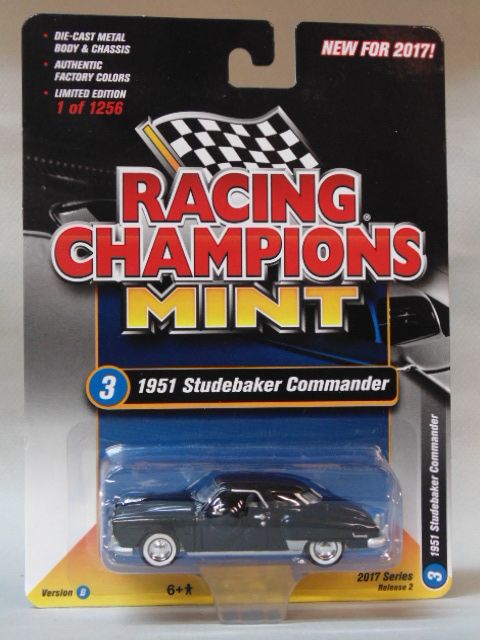 • DIE-CAST METAL
BODY & CHASSIS
• AUTHENTIC
FACTORY COLORS
• LIMITED EDITION
1 of 1256
NEW FOR 2017!
RACING
CHAMPIONS®
MINT
3 1951 Studebaker Commander
3 1951 Studebaker Commander
Version B
6+
2017 Series
Release 2